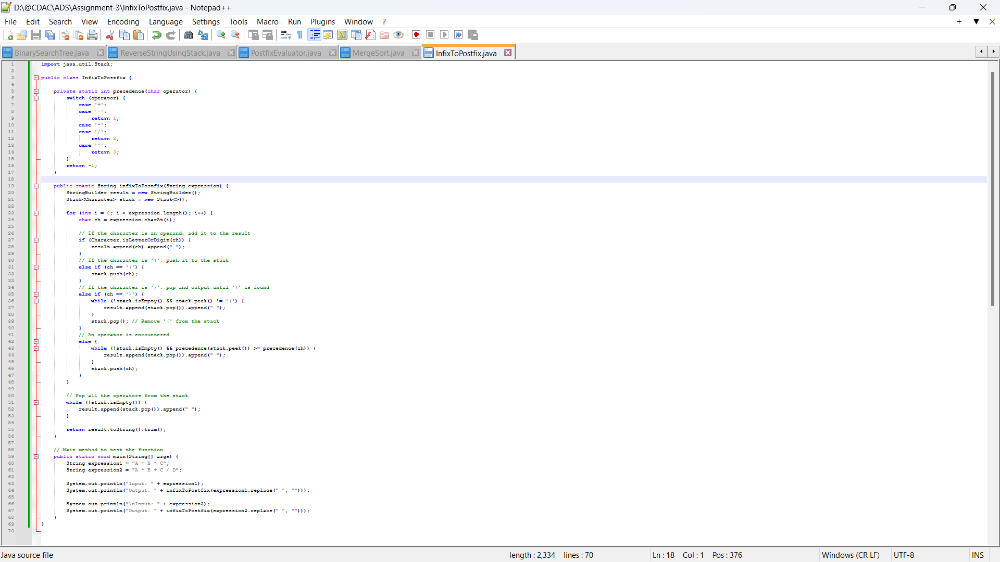 D:\@CDAC\ADS\Assignment-3\InfixToPostfix.java - Notepad++
File Edit Search View Encoding Language Settings Tools Macro Run Plugins Window ?
BinarySearchTree.java ReverseStringUsingStack.java PostfixEvaluator.java MergeSort.java InfixToPostfix.java
1 import java.util.Stack;
2
3 public class InfixToPostfix {
4
5     private static int precedence(char operator) {
6         switch (operator) {
7             case '+':
8             case '-':
9                 return 1;
10             case '*':
11             case '/':
12                 return 2;
13             case '^':
14                 return 3;
15         }
16         return -1;
17     }
18
19     public static String infixToPostfix(String expression) {
20         StringBuilder result = new StringBuilder();
21         Stack<Character> stack = new Stack<>();
22
23         for (int i = 0; i < expression.length(); i++) {
24             char ch = expression.charAt(i);
25
26             // If the character is an operand, add it to the result
27             if (Character.isLetterOrDigit(ch)) {
28                 result.append(ch).append(" ");
29             }
30             // If the character is '(', push it to the stack
31             else if (ch == '(') {
32                 stack.push(ch);
33             }
34             // If the character is ')', pop and output until '(' is found
35             else if (ch == ')') {
36                 while (!stack.isEmpty() && stack.peek() != '(') {
37                     result.append(stack.pop()).append(" ");
38                 }
39                 stack.pop(); // Remove '(' from the stack
40             }
41             // An operator is encountered
42             else {
43                 while (!stack.isEmpty() && precedence(stack.peek()) >= precedence(ch)) {
44                     result.append(stack.pop()).append(" ");
45                 }
46                 stack.push(ch);
47             }
48         }
49
50         // Pop all the operators from the stack
51         while (!stack.isEmpty()) {
52             result.append(stack.pop()).append(" ");
53         }
54
55         return result.toString().trim();
56     }
57
58     // Main method to test the function
59     public static void main(String[] args) {
60         String expression1 = "A + B * C";
61         String expression2 = "A * B + C / D";
62
63         System.out.println("Input: " + expression1);
64         System.out.println("Output: " + infixToPostfix(expression1.replace(" ", "")));
65
66         System.out.println("\nInput: " + expression2);
67         System.out.println("Output: " + infixToPostfix(expression2.replace(" ", "")));
68     }
69 }
70
Java source file length : 2,334 lines : 70 Ln : 18 Col : 1 Pos : 376 Windows (CR LF) UTF-8 INS